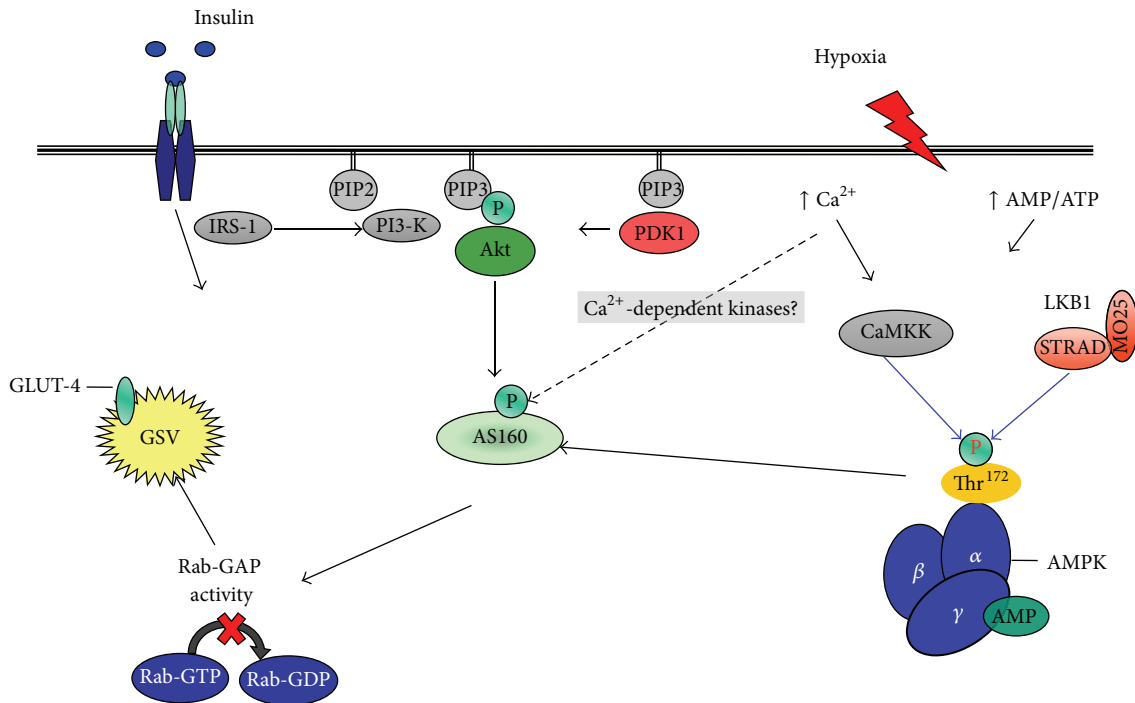 Insulin
Hypoxia
PIP2
PIP3
P
PIP3
↑ Ca²⁺
↑ AMP/ATP
IRS-1
PI3-K
Akt
PDK1
Ca²⁺-dependent kinases?
LKB1
MO25
CaMKK
STRAD
GLUT-4
GSV
P
AS160
P
Thr¹⁷²
Rab-GAP
activity
β
α
AMPK
γ
AMP
Rab-GTP
Rab-GDP